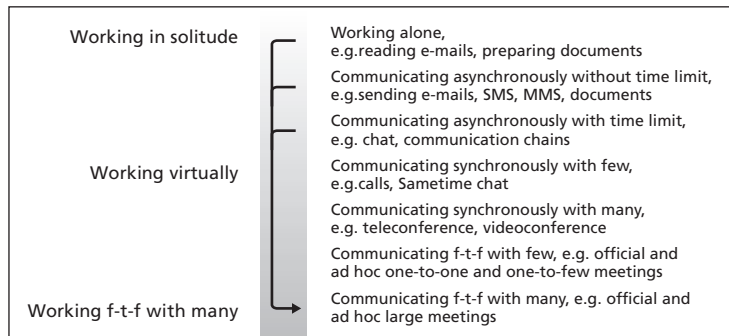 Working in solitude
Working alone,
e.g.reading e-mails, preparing documents
Communicating asynchronously without time limit,
e.g.sending e-mails, SMS, MMS, documents
Communicating asynchronously with time limit,
e.g. chat, communication chains
Working virtually
Communicating synchronously with few,
e.g.calls, Sametime chat
Communicating synchronously with many,
e.g. teleconference, videoconference
Communicating f-t-f with few, e.g. official and
ad hoc one-to-one and one-to-few meetings
Working f-t-f with many
Communicating f-t-f with many, e.g. official and
ad hoc large meetings